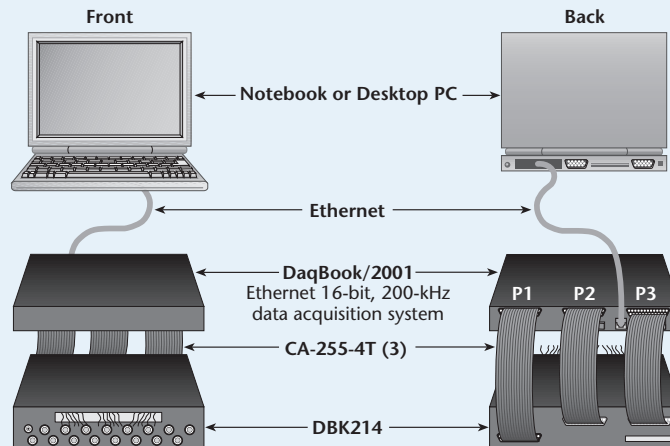 Front
Back
Notebook or Desktop PC
Ethernet
DaqBook/2001
Ethernet 16-bit, 200-kHz
data acquisition system
P1
P2
P3
CA-255-4T (3)
DBK214